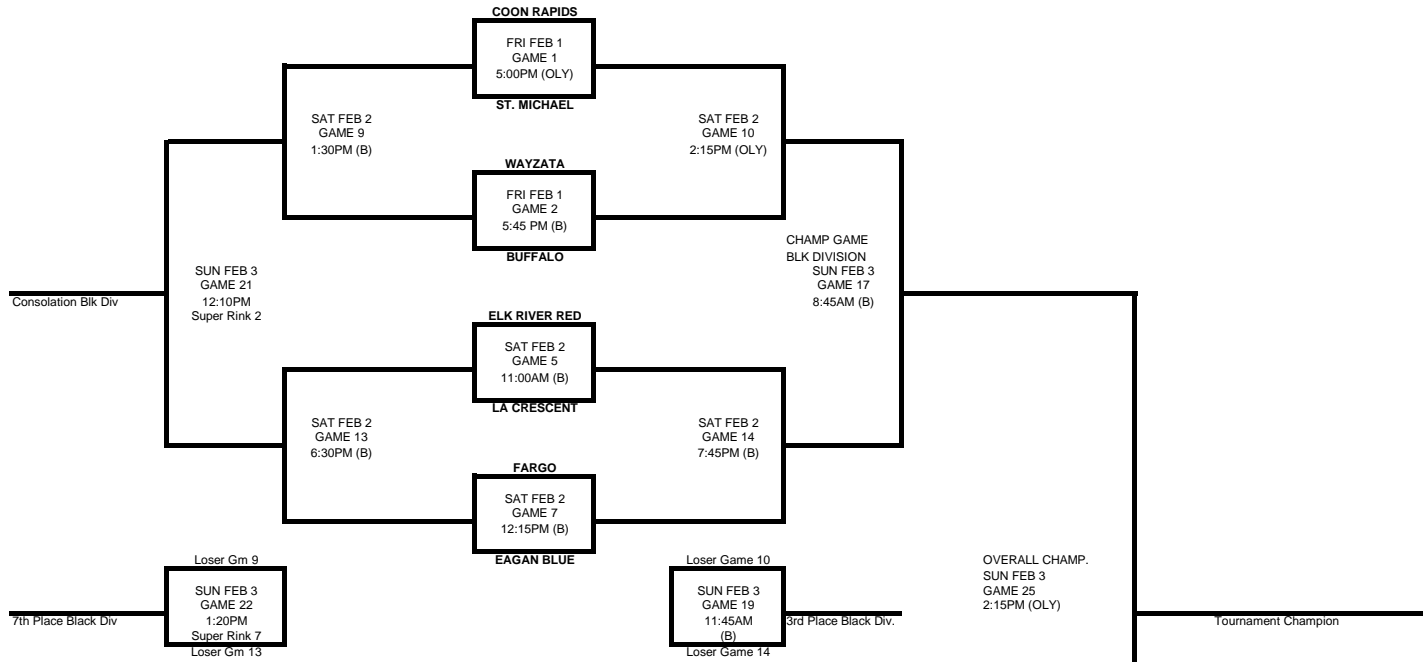 COON RAPIDS
FRI FEB 1
GAME 1
5:00PM (OLY)
ST. MICHAEL
SAT FEB 2
GAME 9
1:30PM (B)
SAT FEB 2
GAME 10
2:15PM (OLY)
WAYZATA
FRI FEB 1
GAME 2
5:45 PM (B)
BUFFALO
CHAMP GAME
BLK DIVISION
SUN FEB 3
GAME 17
8:45AM (B)
SUN FEB 3
GAME 21
12:10PM
Super Rink 2
Consolation Blk Div
ELK RIVER RED
SAT FEB 2
GAME 5
11:00AM (B)
LA CRESCENT
SAT FEB 2
GAME 13
6:30PM (B)
SAT FEB 2
GAME 14
7:45PM (B)
FARGO
SAT FEB 2
GAME 7
12:15PM (B)
EAGAN BLUE
Loser Gm 9
SUN FEB 3
GAME 22
1:20PM
Super Rink 7
Loser Gm 13
7th Place Black Div
Loser Game 10
SUN FEB 3
GAME 19
11:45AM
(B)
Loser Game 14
3rd Place Black Div.
OVERALL CHAMP.
SUN FEB 3
GAME 25
2:15PM (OLY)
Tournament Champion